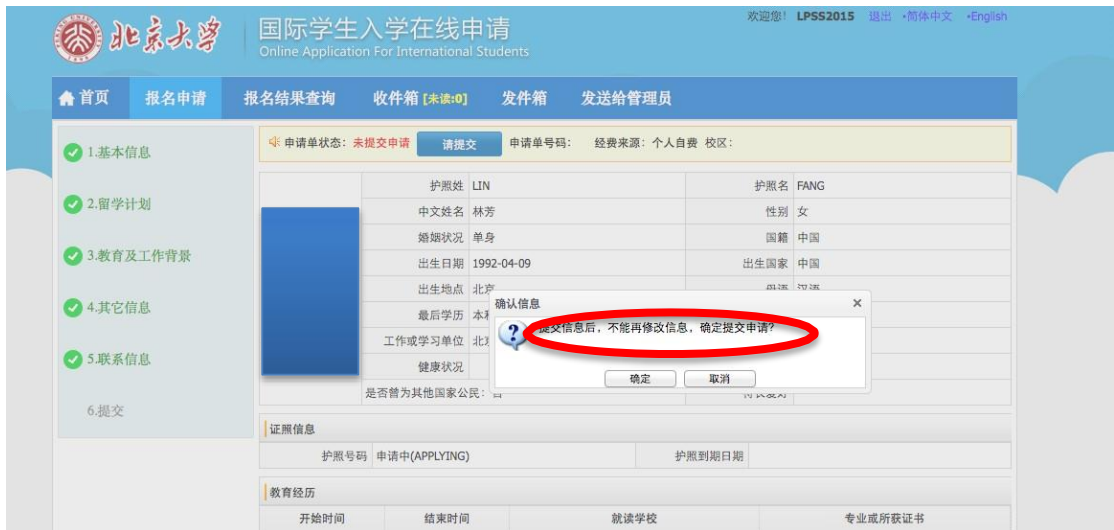 欢迎您! LPSS2015 退出 •简体中文 •English
北京大学 国际学生入学在线申请
Online Application For International Students
首页 报名申请 报名结果查询 收件箱 [未读:0] 发件箱 发送给管理员
1.基本信息
2.留学计划
3.教育及工作背景
4.其它信息
5.联系信息
6.提交
申请单状态: 未提交申请 请提交 申请单号码: 经费来源: 个人自费 校区:
护照姓 LIN 护照名 FANG
中文姓名 林芳 性别 女
婚姻状况 单身 国籍 中国
出生日期 1992-04-09 出生国家 中国
出生地点 北京 母语 汉语
最后学历 本
工作或学习单位 北
健康状况
是否曾为其他国家公民:
确认信息
提交信息后,不能再修改信息,确定提交申请?
确定 取消
证照信息
护照号码 申请中(APPLYING) 护照到期日期
教育经历
开始时间 结束时间 就读学校 专业或所获证书